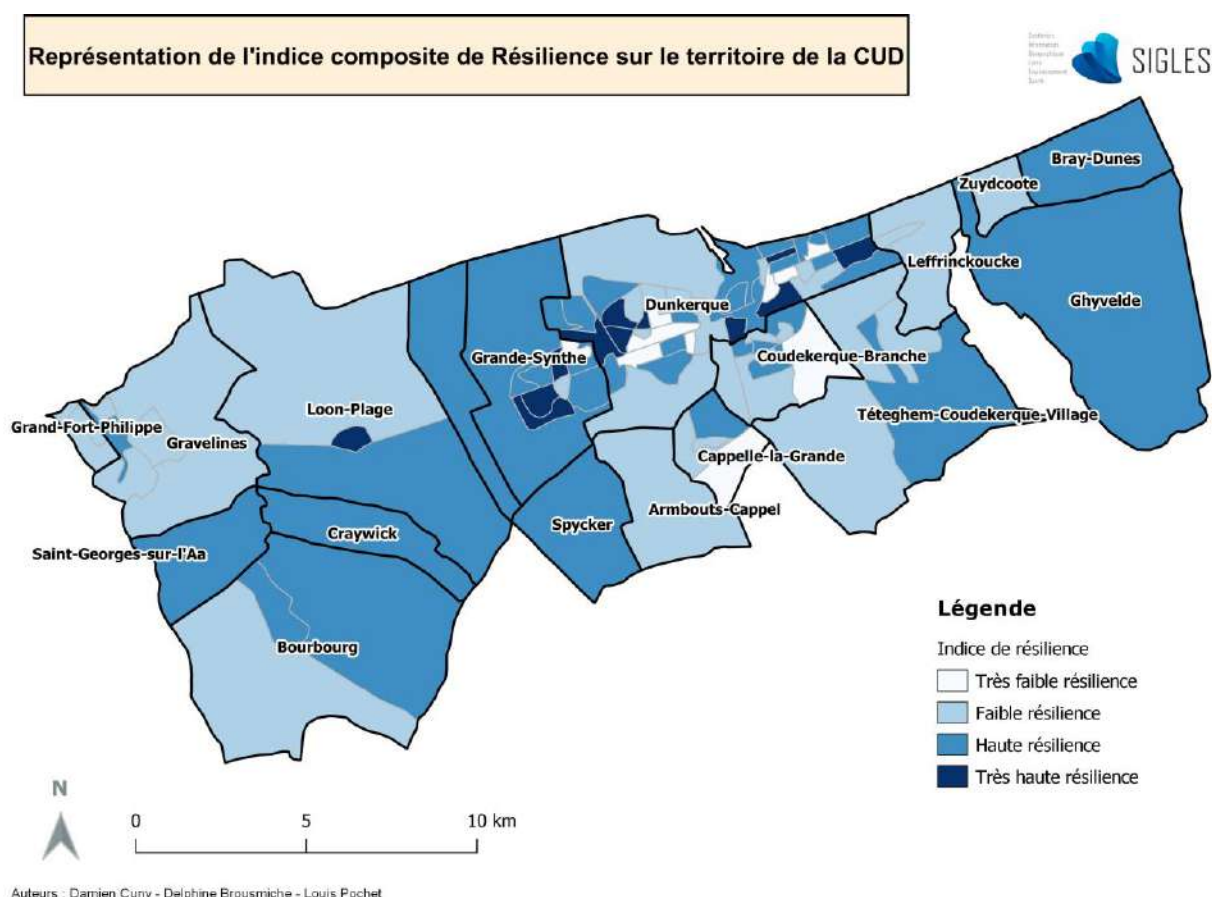 Représentation de l'indice composite de Résilience sur le territoire de la CUD
SIGLES
Bray-Dunes
Zuydcoote
Leffrinckoucke
Ghyvelde
Dunkerque
Grande-Synthe
Coudekerque-Branche
Loon-Plage
Téteghem-Coudekerque-Village
Grand-Fort-Philippe
Gravelines
Cappelle-la-Grande
Armbouts-Cappel
Spycker
Craywick
Saint-Georges-sur-l'Aa
Bourbourg
Légende
Indice de résilience
Très faible résilience
Faible résilience
Haute résilience
Très haute résilience
N
0 5 10 km
Auteurs : Damien Cuny - Delphine Brousmiche - Louis Pochet